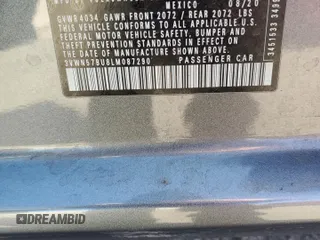 MEXICO 08/20
GVWR 4034 GAWR FRONT 2072 / REAR 2072 LBS
THIS VEHICLE CONFORMS TO ALL APPLICABLE
FEDERAL MOTOR VEHICLE SAFETY, BUMPER AND
THEFT PREVENTION STANDARDS IN EFFECT ON THE
DATE OF MANUFACTURE SHOWN ABOVE.
3VWN57BU8LM087290 PASSENGER CAR
3451533
DREAMBID